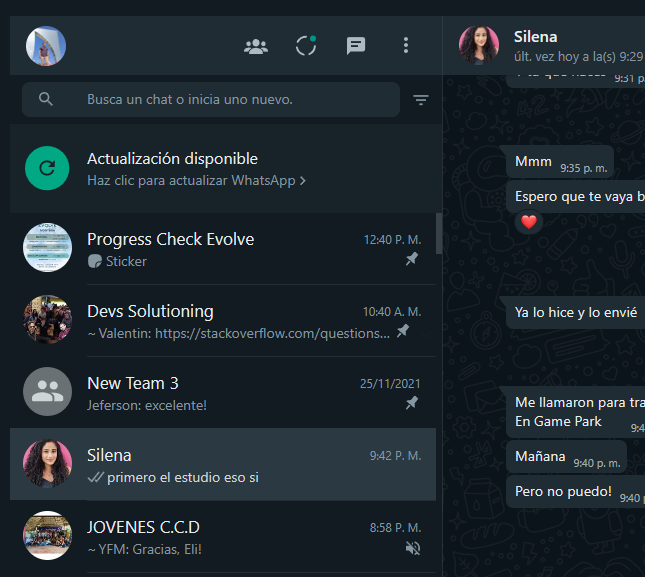 Silena
últ. vez hoy a la(s) 9:29
9:31 p.
Busca un chat o inicia uno nuevo.
Actualización disponible
Haz clic para actualizar WhatsApp
Progress Check Evolve
12:40 P. M.
Sticker
Devs Solutioning
10:40 A. M.
~ Valentin: https://stackoverflow.com/questions...
New Team 3
25/11/2021
Jeferson: excelente!
Silena
9:42 P. M.
primero el estudio eso si
JOVENES C.C.D
8:58 P. M.
~ YFM: Gracias, Eli!
Mmm
9:35 p. m.
Espero que te vaya b
❤️
Ya lo hice y lo envié
Me llamaron para tra
En Game Park
9:4
Mañana
9:40 p. m.
Pero no puedo!
9:40 p